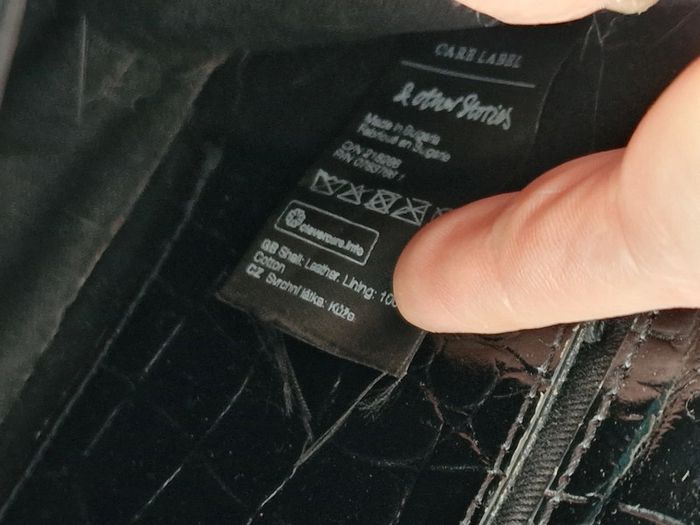 CARE LABEL
& other Stories
Made in Bulgaria
Fabriqué en Bulgarie
clevercare.info
GB Shell: Leather. Lining: 100
Cotton
CZ Svrchní látka: Kůže